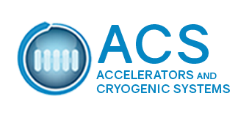 ACS
ACCELERATORS AND
CRYOGENIC SYSTEMS